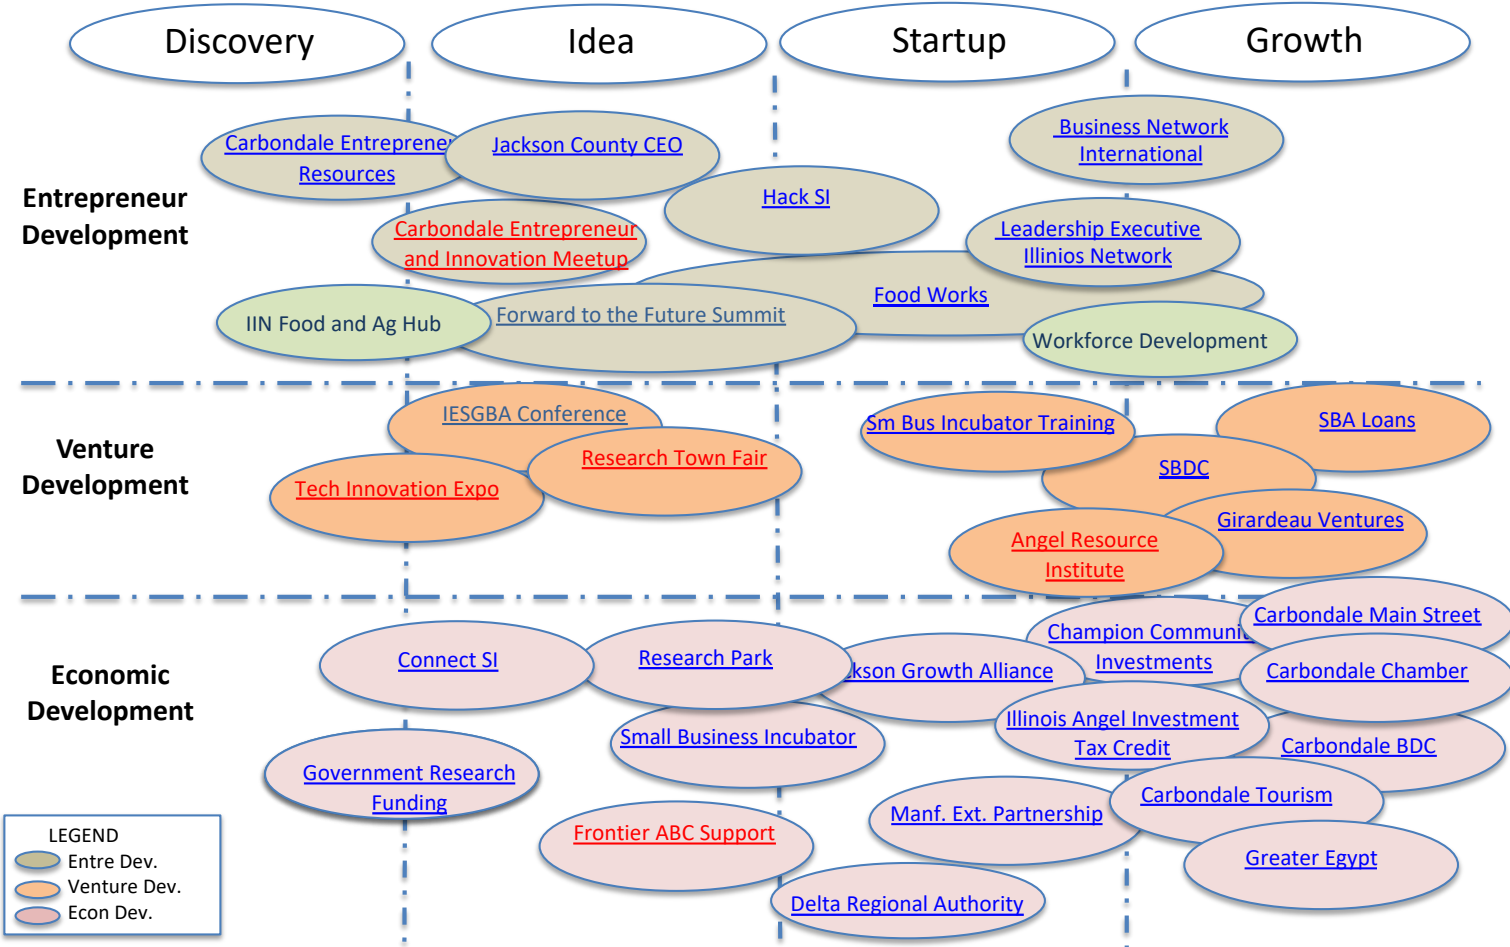 Discovery
Idea
Startup
Growth
Entrepreneur
Development
Carbondale Entreprene
Resources
Jackson County CEO
Business Network
International
Hack SI
Carbondale Entrepreneur
and Innovation Meetup
Leadership Executive
Illinios Network
Food Works
IIN Food and Ag Hub
Forward to the Future Summit
Workforce Development
Venture
Development
IESGBA Conference
Sm Bus Incubator Training
SBA Loans
Research Town Fair
SBDC
Tech Innovation Expo
Girardeau Ventures
Angel Resource
Institute
Economic
Development
Connect SI
Research Park
kson Growth Alliance
Champion Communi
Investments
Carbondale Main Street
Carbondale Chamber
Small Business Incubator
Illinois Angel Investment
Tax Credit
Carbondale BDC
Government Research
Funding
Carbondale Tourism
Manf. Ext. Partnership
Frontier ABC Support
Greater Egypt
Delta Regional Authority
LEGEND
Entre Dev.
Venture Dev.
Econ Dev.